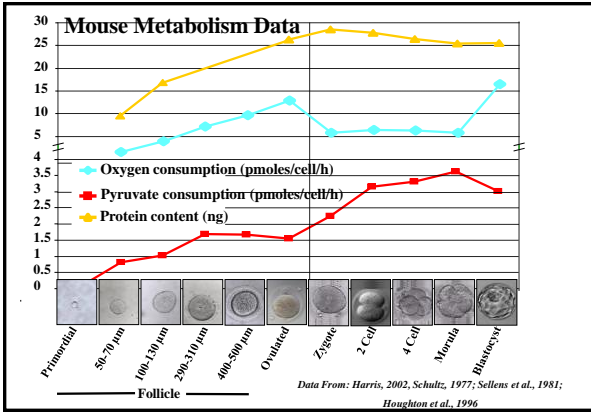 Mouse Metabolism Data
30
25
20
15
10
5
4
3.5
3
2.5
2
1.5
1
0.5
0
Oxygen consumption (pmoles/cell/h)
Pyruvate consumption (pmoles/cell/h)
Protein content (ng)
Primordial
50-70 µm
100-130 µm
290-310 µm
400-500 µm
Ovulated
Zygote
2 Cell
4 Cell
Morula
Blastocyst
Follicle
Data From: Harris, 2002, Schultz, 1977; Sellens et al., 1981;
Houghton et al., 1996